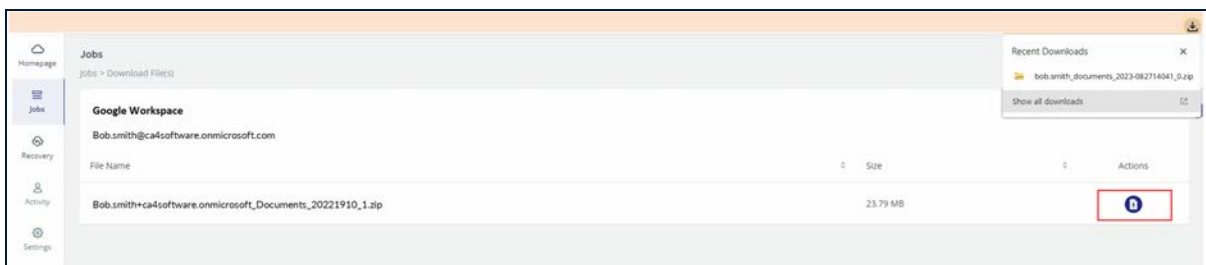 Homepage
Jobs
Recovery
Activity
Settings
Jobs
Jobs > Download File(s)
Google Workspace
Bob.smith@ca4software.onmicrosoft.com
File Name
Size
Actions
Bob.smith+ca4software.onmicrosoft_Documents_20221910_1.zip
23.79 MB
Recent Downloads
bob.smith_documents_2023-082714041_0.zip
Show all downloads